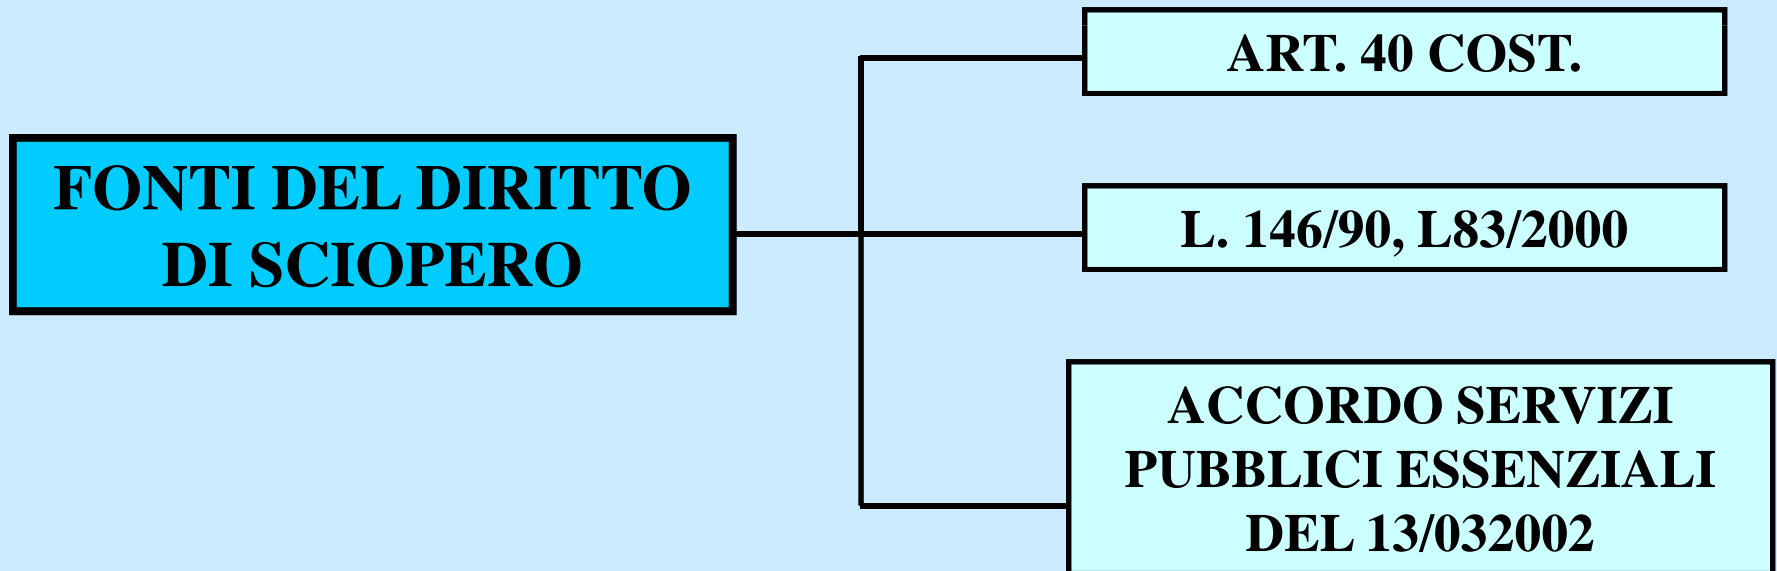 FONTI DEL DIRITTO
DI SCIOPERO
ART. 40 COST.
L. 146/90, L83/2000
ACCORDO SERVIZI
PUBBLICI ESSENZIALI
DEL 13/032002